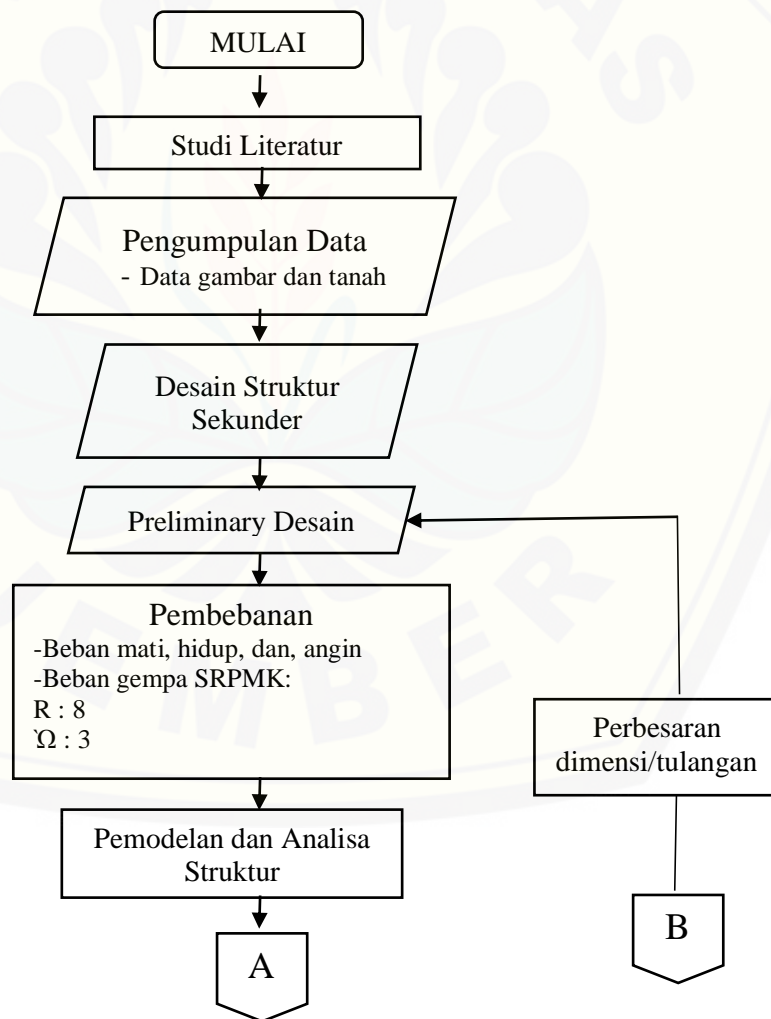 MULAI
Studi Literatur
Pengumpulan Data
- Data gambar dan tanah
Desain Struktur
Sekunder
Preliminary Desain
Pembebanan
-Beban mati, hidup, dan, angin
-Beban gempa SRPMK:
R : 8
Ὼ : 3
Perbesaran
dimensi/tulangan
Pemodelan dan Analisa
Struktur
A
B